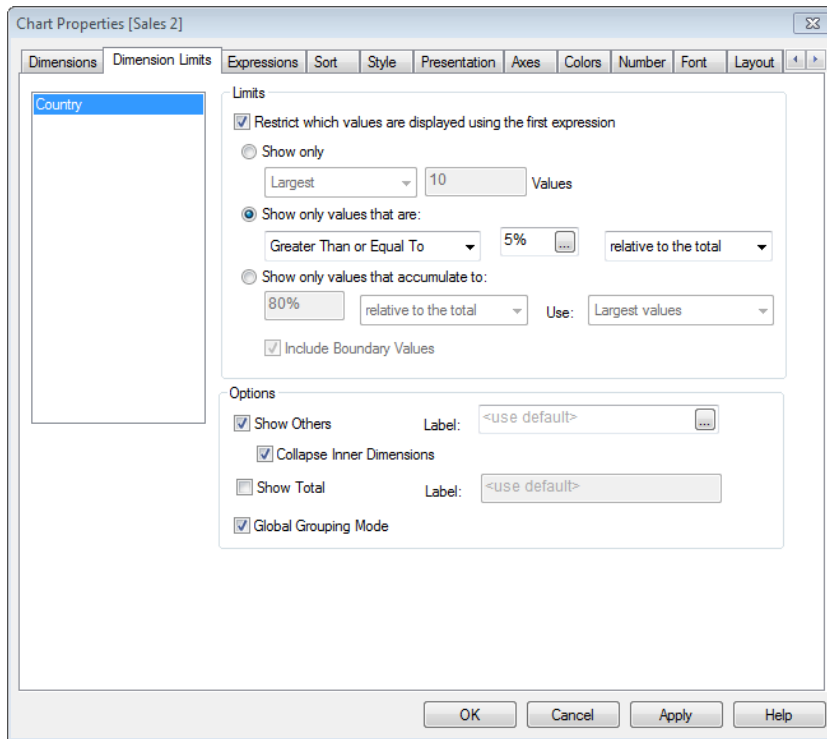 Chart Properties [Sales 2]
Dimensions Dimension Limits Expressions Sort Style Presentation Axes Colors Number Font Layout
Country
Limits
Restrict which values are displayed using the first expression
Show only
Largest 10 Values
Show only values that are:
Greater Than or Equal To 5% ... relative to the total
Show only values that accumulate to:
80% relative to the total Use: Largest values
Include Boundary Values
Options
Show Others Label: <use default> ...
Collapse Inner Dimensions
Show Total Label: <use default>
Global Grouping Mode
OK Cancel Apply Help